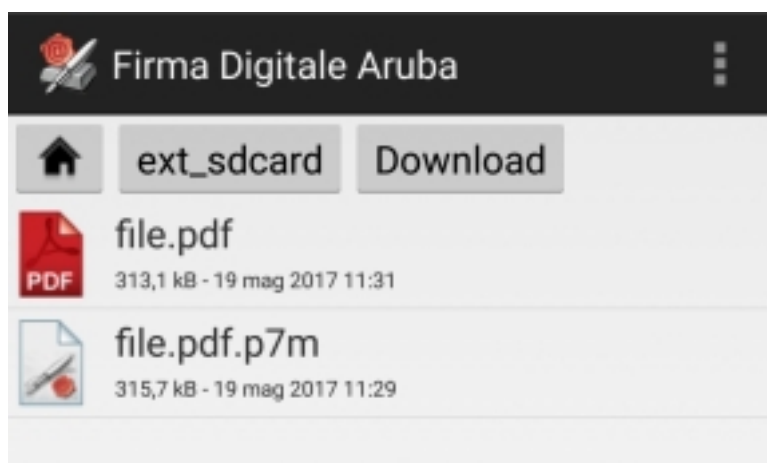 Firma Digitale Aruba
ext_sdcard Download
file.pdf
PDF
313,1 kB - 19 mag 2017 11:31
file.pdf.p7m
315,7 kB - 19 mag 2017 11:29